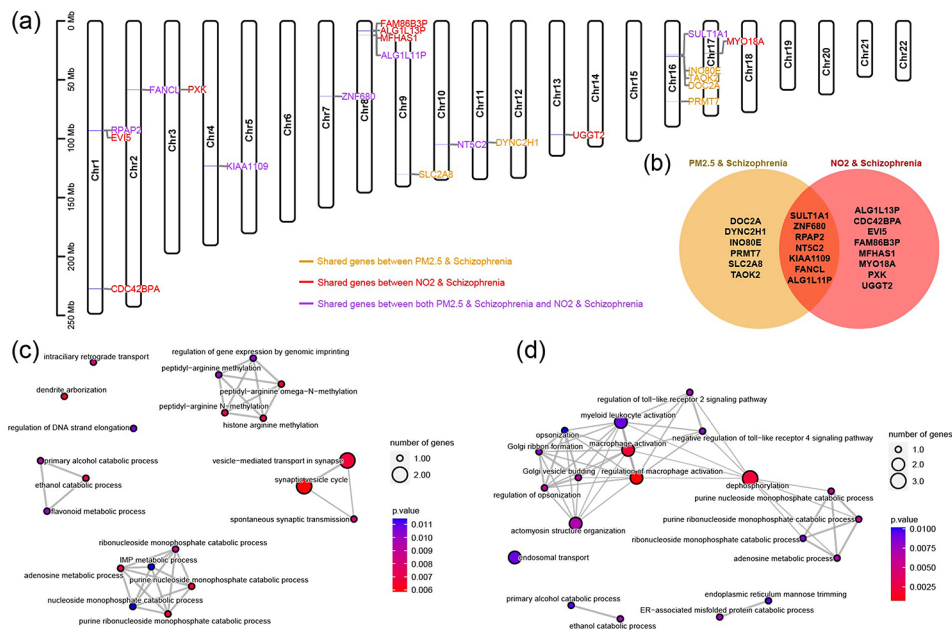 (a)
0 Mb
50 Mb
100 Mb
150 Mb
200 Mb
250 Mb
Chr1
Chr2
Chr3
Chr4
Chr5
Chr6
Chr7
Chr8
Chr9
Chr10
Chr11
Chr12
Chr13
Chr14
Chr15
Chr16
Chr17
Chr18
Chr19
Chr20
Chr21
Chr22
RPAP2
EVI5
CDC42BPA
FANCL
PXK
KIAA1109
ZNF680
FAM86B3P
ALG1L13P
MFHAS1
ALG1L11P
SLC2A8
NT5C2
DYNC2H1
UGGT2
SULT1A1
INO80E
TAOK2
DOC2A
PRMT7
MYO18A
Shared genes between PM2.5 & Schizophrenia
Shared genes between NO2 & Schizophrenia
Shared genes between both PM2.5 & Schizophrenia and NO2 & Schizophrenia
(b)
PM2.5 & Schizophrenia
NO2 & Schizophrenia
DOC2A
DYNC2H1
INO80E
PRMT7
SLC2A8
TAOK2
SULT1A1
ZNF680
RPAP2
NT5C2
KIAA1109
FANCL
ALG1L11P
ALG1L13P
CDC42BPA
EVI5
FAM86B3P
MFHAS1
MYO18A
PXK
UGGT2
(c)
intraciliary retrograde transport
dendrite arborization
regulation of DNA strand elongation
regulation of gene expression by genomic imprinting
peptidyl-arginine methylation
peptidyl-arginine omega-N-methylation
peptidyl-arginine N-methylation
histone arginine methylation
primary alcohol catabolic process
ethanol catabolic process
flavonoid metabolic process
vesicle-mediated transport in synapse
synaptic vesicle cycle
spontaneous synaptic transmission
ribonucleoside monophosphate catabolic process
IMP metabolic process
adenosine metabolic process
purine nucleoside monophosphate catabolic process
nucleoside monophosphate catabolic process
purine ribonucleoside monophosphate catabolic process
number of genes
1.00
2.00
p.value
0.011
0.010
0.009
0.008
0.007
0.006
(d)
regulation of toll-like receptor 2 signaling pathway
myeloid leukocyte activation
opsonization
negative regulation of toll-like receptor 4 signaling pathway
Golgi ribbon formation
macrophage activation
Golgi vesicle budding
regulation of macrophage activation
dephosphorylation
regulation of opsonization
purine nucleoside monophosphate catabolic process
purine ribonucleoside monophosphate catabolic process
actomyosin structure organization
ribonucleoside monophosphate catabolic process
adenosine metabolic process
endosomal transport
primary alcohol catabolic process
ethanol catabolic process
endoplasmic reticulum mannose trimming
ER-associated misfolded protein catabolic process
number of genes
1.0
2.0
3.0
p.value
0.0100
0.0075
0.0050
0.0025